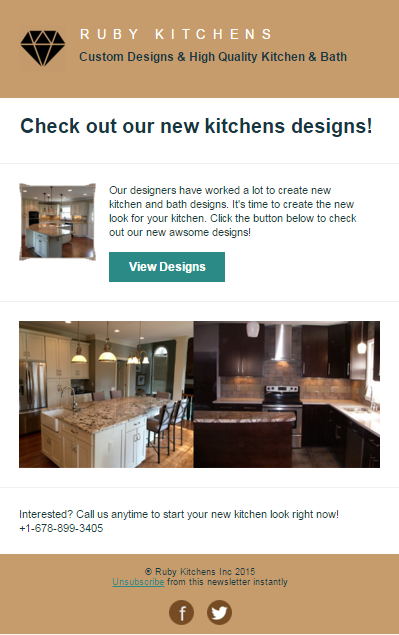 RUBY KITCHENS
Custom Designs & High Quality Kitchen & Bath
Check out our new kitchens designs!
Our designers have worked a lot to create new
kitchen and bath designs. It's time to create the new
look for your kitchen. Click the button below to check
out our new awsome designs!
View Designs
Interested? Call us anytime to start your new kitchen look right now!
+1-678-899-3405
© Ruby Kitchens Inc 2015
Unsubscribe from this newsletter instantly